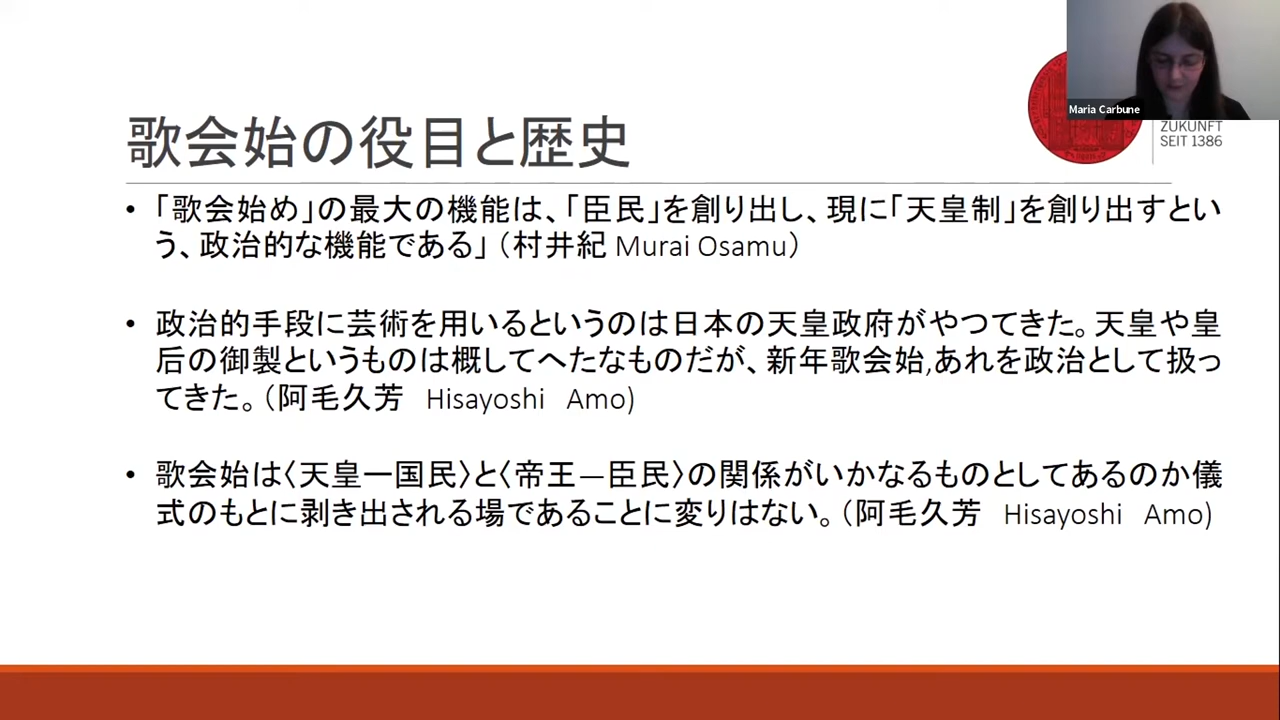 Maria Carbune
ZUKUNFT
SEIT 1386
歌会始の役目と歴史
• 「歌会始め」の最大の機能は、「臣民」を創り出し、現に「天皇制」を創り出すとい
う、政治的な機能である」（村井紀 Murai Osamu）
• 政治的手段に芸術を用いるというのは日本の天皇政府がやつてきた。天皇や皇
后の御製というものは概してへたなものだが、新年歌会始,あれを政治として扱っ
てきた。（阿毛久芳　Hisayoshi　Amo)
• 歌会始は〈天皇一国民〉と〈帝王—臣民〉の関係がいかなるものとしてあるのか儀
式のもとに剥き出される場であることに変りはない。（阿毛久芳　Hisayoshi　Amo)